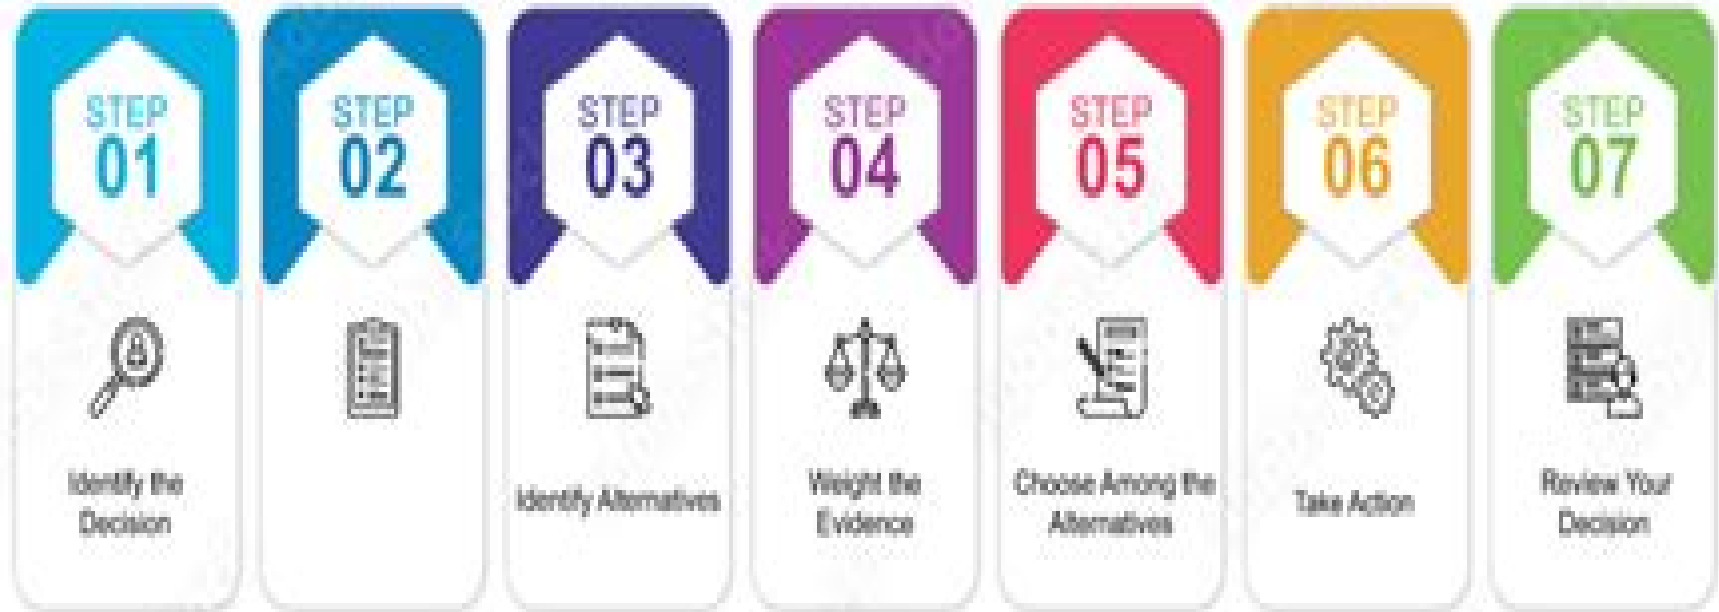 STEP
01
STEP
02
STEP
03
STEP
04
STEP
05
STEP
06
STEP
07
Identify the
Decision
Identify Alternatives
Weight the
Evidence
Choose Among the
Alternatives
Take Action
Review Your
Decision